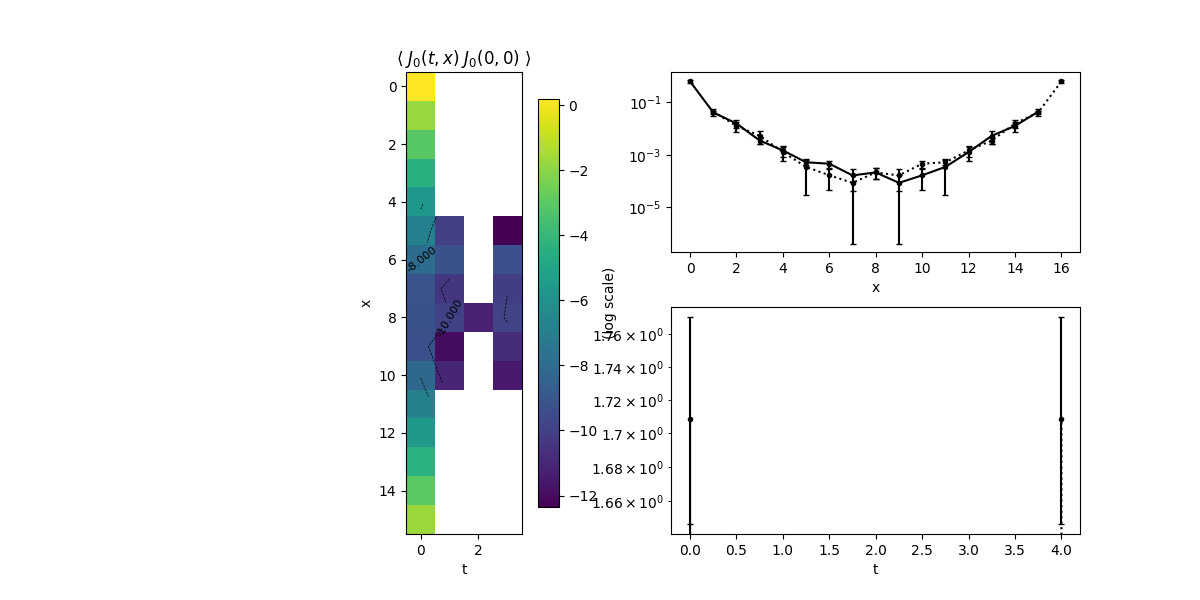 ⟨ J₀(t, x) J₀(0, 0) ⟩
0
2
4
6
8
10
12
14
x
0
2
t
-8.000
-10.000
0
−2
−4
−6
−8
−10
−12
(log scale)
10⁻¹
10⁻³
10⁻⁵
0 2 4 6 8 10 12 14 16
x
1.76 × 10⁰
1.74 × 10⁰
1.72 × 10⁰
1.7 × 10⁰
1.68 × 10⁰
1.66 × 10⁰
0.0 0.5 1.0 1.5 2.0 2.5 3.0 3.5 4.0
t